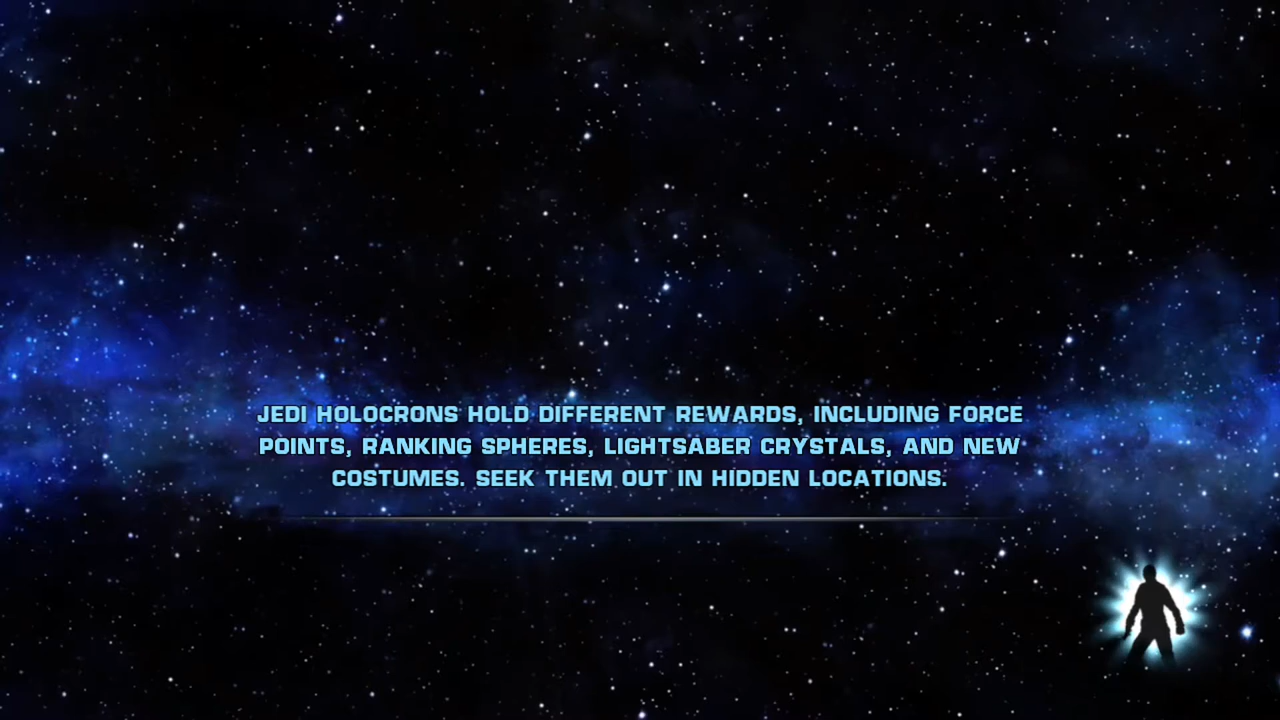 JEDI HOLOCRONS HOLD DIFFERENT REWARDS, INCLUDING FORCE
POINTS, RANKING SPHERES, LIGHTSABER CRYSTALS, AND NEW
COSTUMES. SEEK THEM OUT IN HIDDEN LOCATIONS.